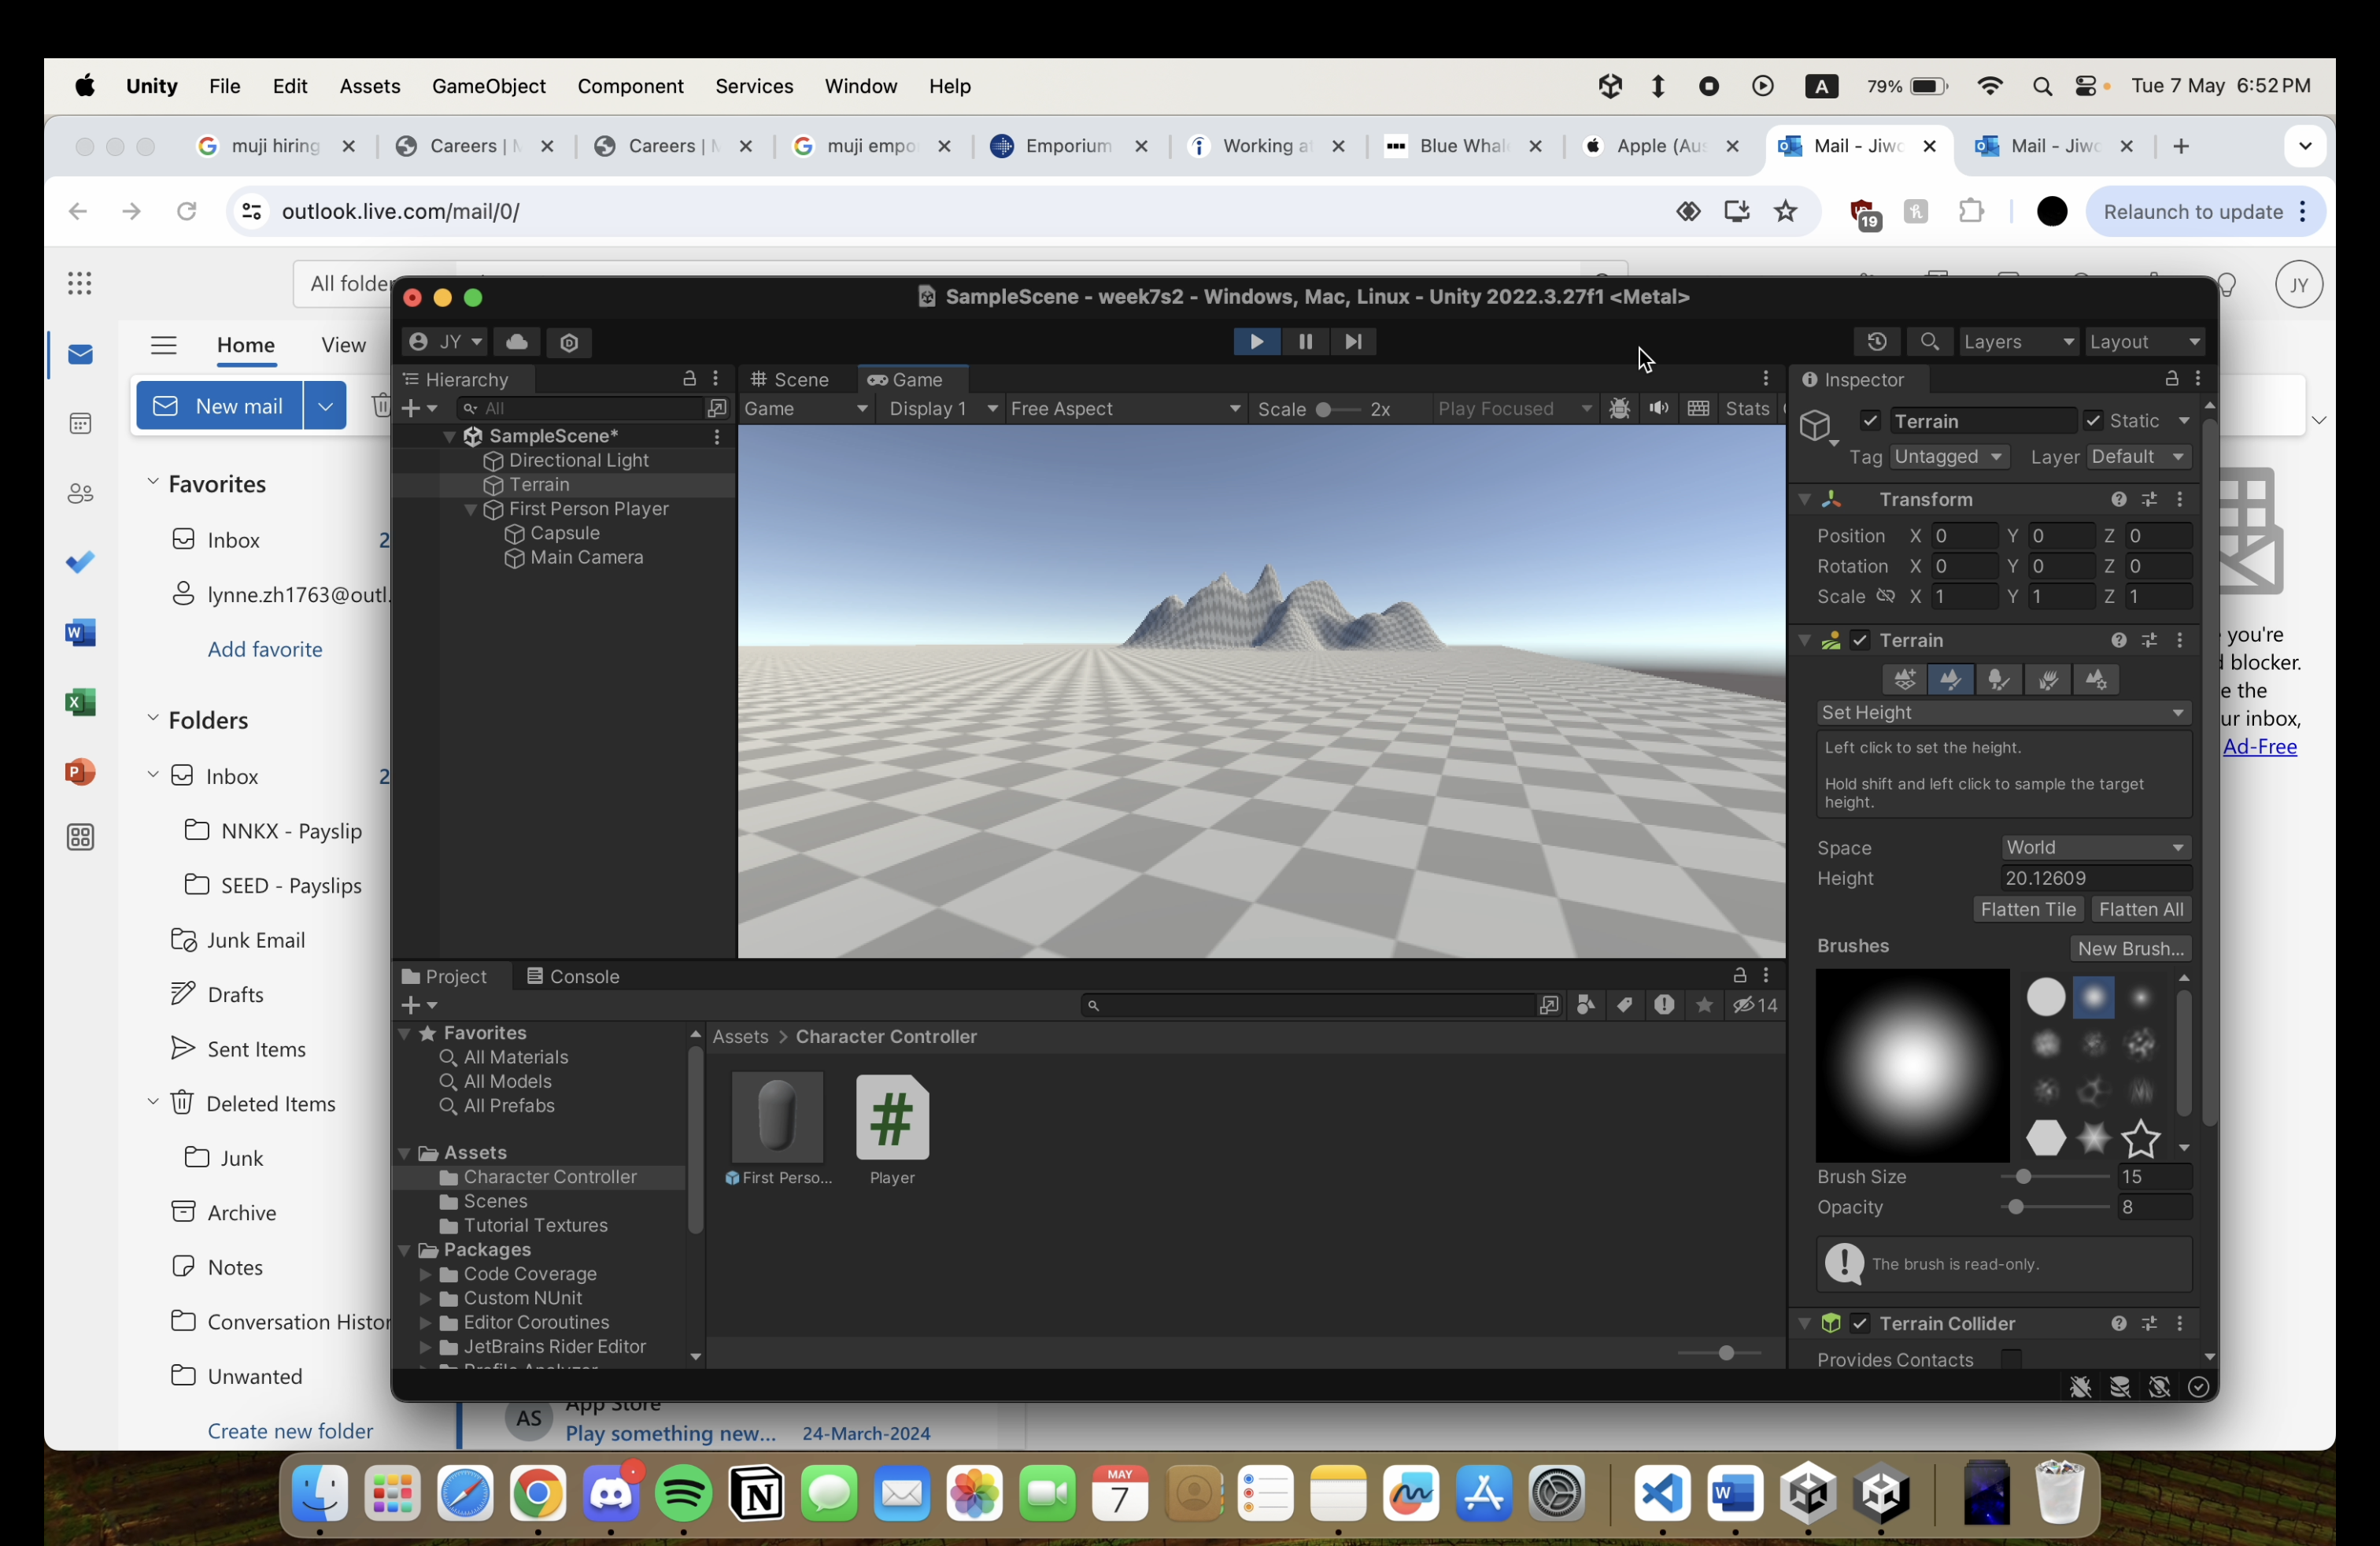 Unity File Edit Assets GameObject Component Services Window Help A 79% Tue 7 May 6:52 PM
muji hiring Careers | Careers | muji empo Emporium Working a Blue Whal Apple (Aus Mail - Jiwo Mail - Jiwo
outlook.live.com/mail/0/ 19 Relaunch to update
All folder JY
SampleScene - week7s2 - Windows, Mac, Linux - Unity 2022.3.27f1 <Metal>
Home View
JY Layers Layout
Hierarchy Scene Game Inspector
New mail
All Game Display 1 Free Aspect Scale 2x Play Focused Stats
Terrain Static
Tag Untagged Layer Default
SampleScene*
Directional Light
Terrain
First Person Player
Capsule
Main Camera
Transform
Position X 0 Y 0 Z 0
Rotation X 0 Y 0 Z 0
Scale X 1 Y 1 Z 1
Terrain
Set Height
Left click to set the height.
Hold shift and left click to sample the target
height.
Space World
Height 20.12609
Flatten Tile Flatten All
Brushes New Brush...
Brush Size 15
Opacity 8
The brush is read-only.
Terrain Collider
Provides Contacts
Favorites
Inbox 2
lynne.zh1763@outl.
Add favorite
Folders
Inbox 2
NNKX - Payslip
SEED - Payslips
Junk Email
Drafts
Sent Items
Deleted Items
Junk
Archive
Notes
Conversation Histor
Unwanted
Create new folder
you're
blocker.
e the
ur inbox,
Ad-Free
Project Console
14
Favorites
All Materials
All Models
All Prefabs
Assets
Character Controller
Scenes
Tutorial Textures
Packages
Code Coverage
Custom NUnit
Editor Coroutines
JetBrains Rider Editor
Profile Analyzer
Assets > Character Controller
#
First Perso... Player
AS App Store
Play something new... 24-March-2024
MAY
7
W
W
X
P
N